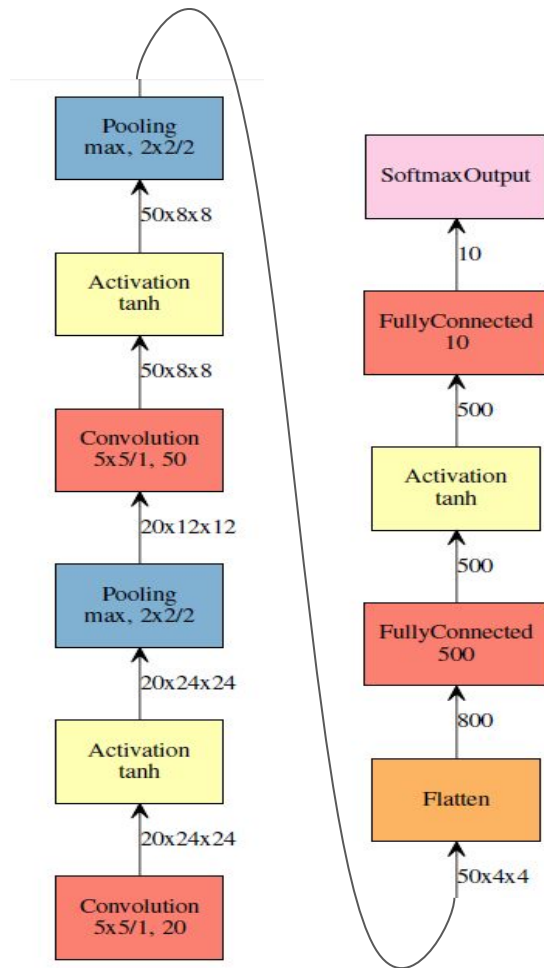 Pooling
max, 2x2/2
50x8x8
Activation
tanh
50x8x8
Convolution
5x5/1, 50
20x12x12
Pooling
max, 2x2/2
20x24x24
Activation
tanh
20x24x24
Convolution
5x5/1, 20
SoftmaxOutput
10
FullyConnected
10
500
Activation
tanh
500
FullyConnected
500
800
Flatten
50x4x4